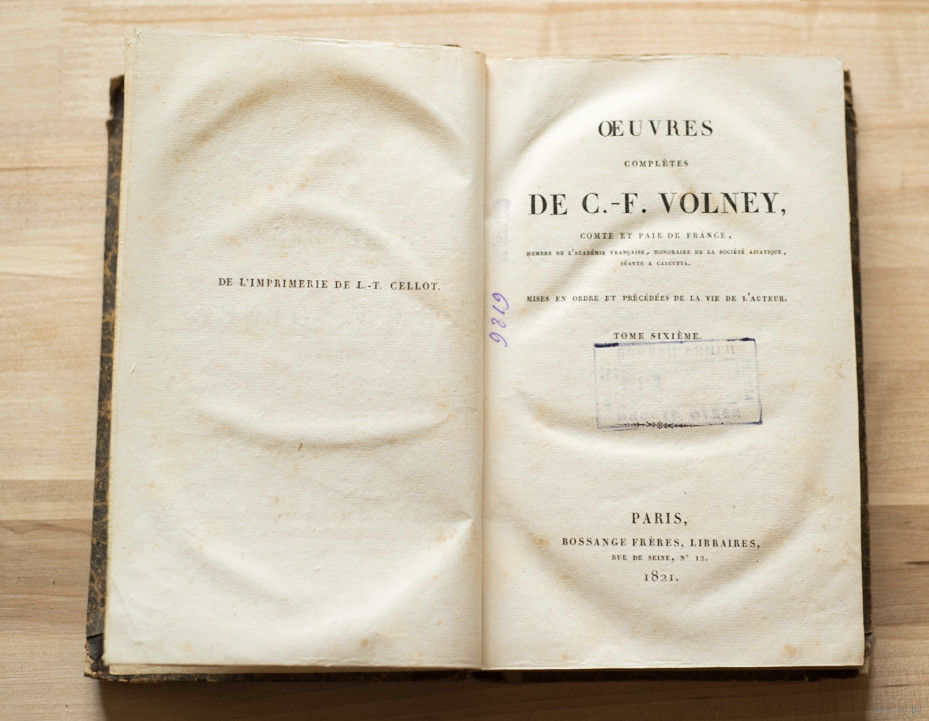 DE L'IMPRIMERIE DE L.-T. CELLOT.
ŒUVRES
COMPLÈTES
DE C.-F. VOLNEY,
COMTE ET PAIR DE FRANCE,
MEMBRE DE L'ACADÉMIE FRANÇAISE, HONORAIRE DE LA SOCIÉTÉ ASIATIQUE,
SÉANTE A CALCUTTA.
MISES EN ORDRE ET PRÉCÉDÉES DE LA VIE DE L'AUTEUR.
TOME SIXIÈME.
PARIS,
BOSSANGE FRÈRES, LIBRAIRES,
RUE DE SEINE, N° 12.
1821.